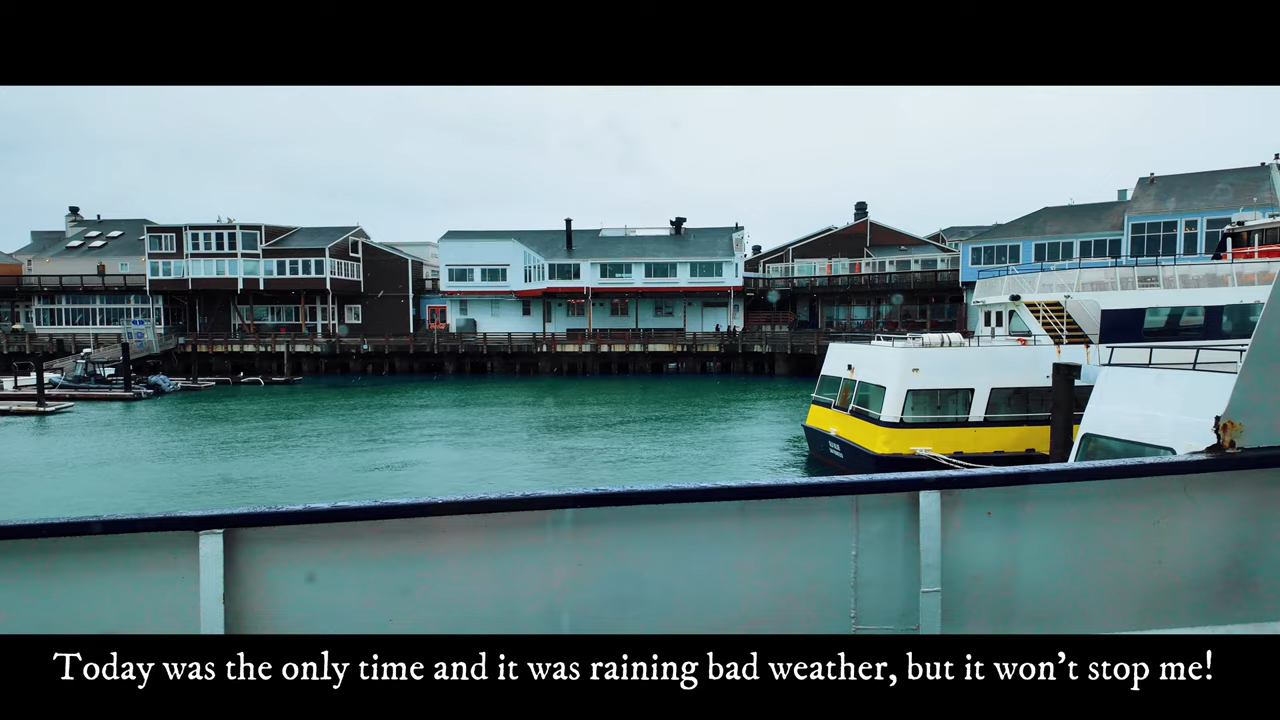 Today was the only time and it was raining bad weather, but it won't stop me!